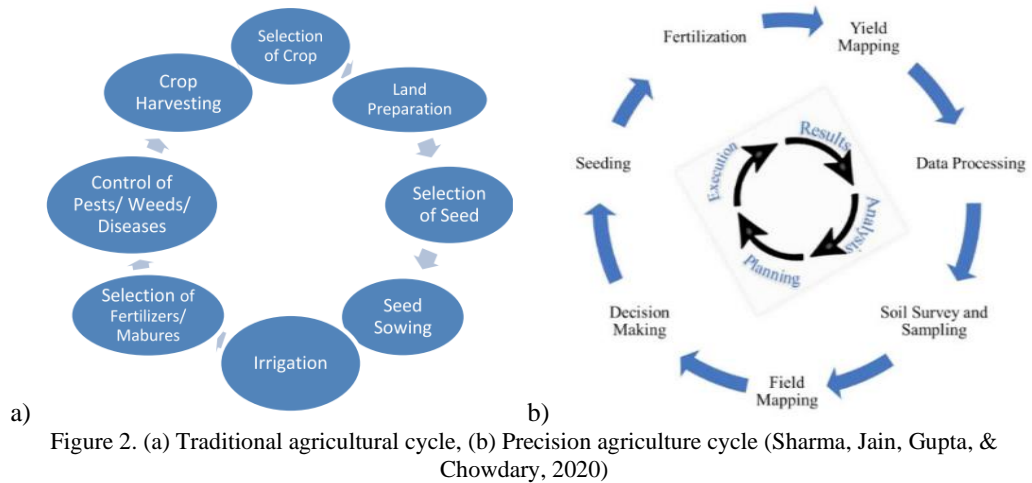 Selection
of Crop
Land
Preparation
Selection
of Seed
Seed
Sowing
Irrigation
Selection of
Fertilizers/
Mabures
Control of
Pests/ Weeds/
Diseases
Crop
Harvesting
a)
Fertilization
Yield
Mapping
Data Processing
Soil Survey and
Sampling
Field
Mapping
Decision
Making
Seeding
Results
Analysis
Planning
Execution
b)
Figure 2. (a) Traditional agricultural cycle, (b) Precision agriculture cycle (Sharma, Jain, Gupta, &
Chowdary, 2020)